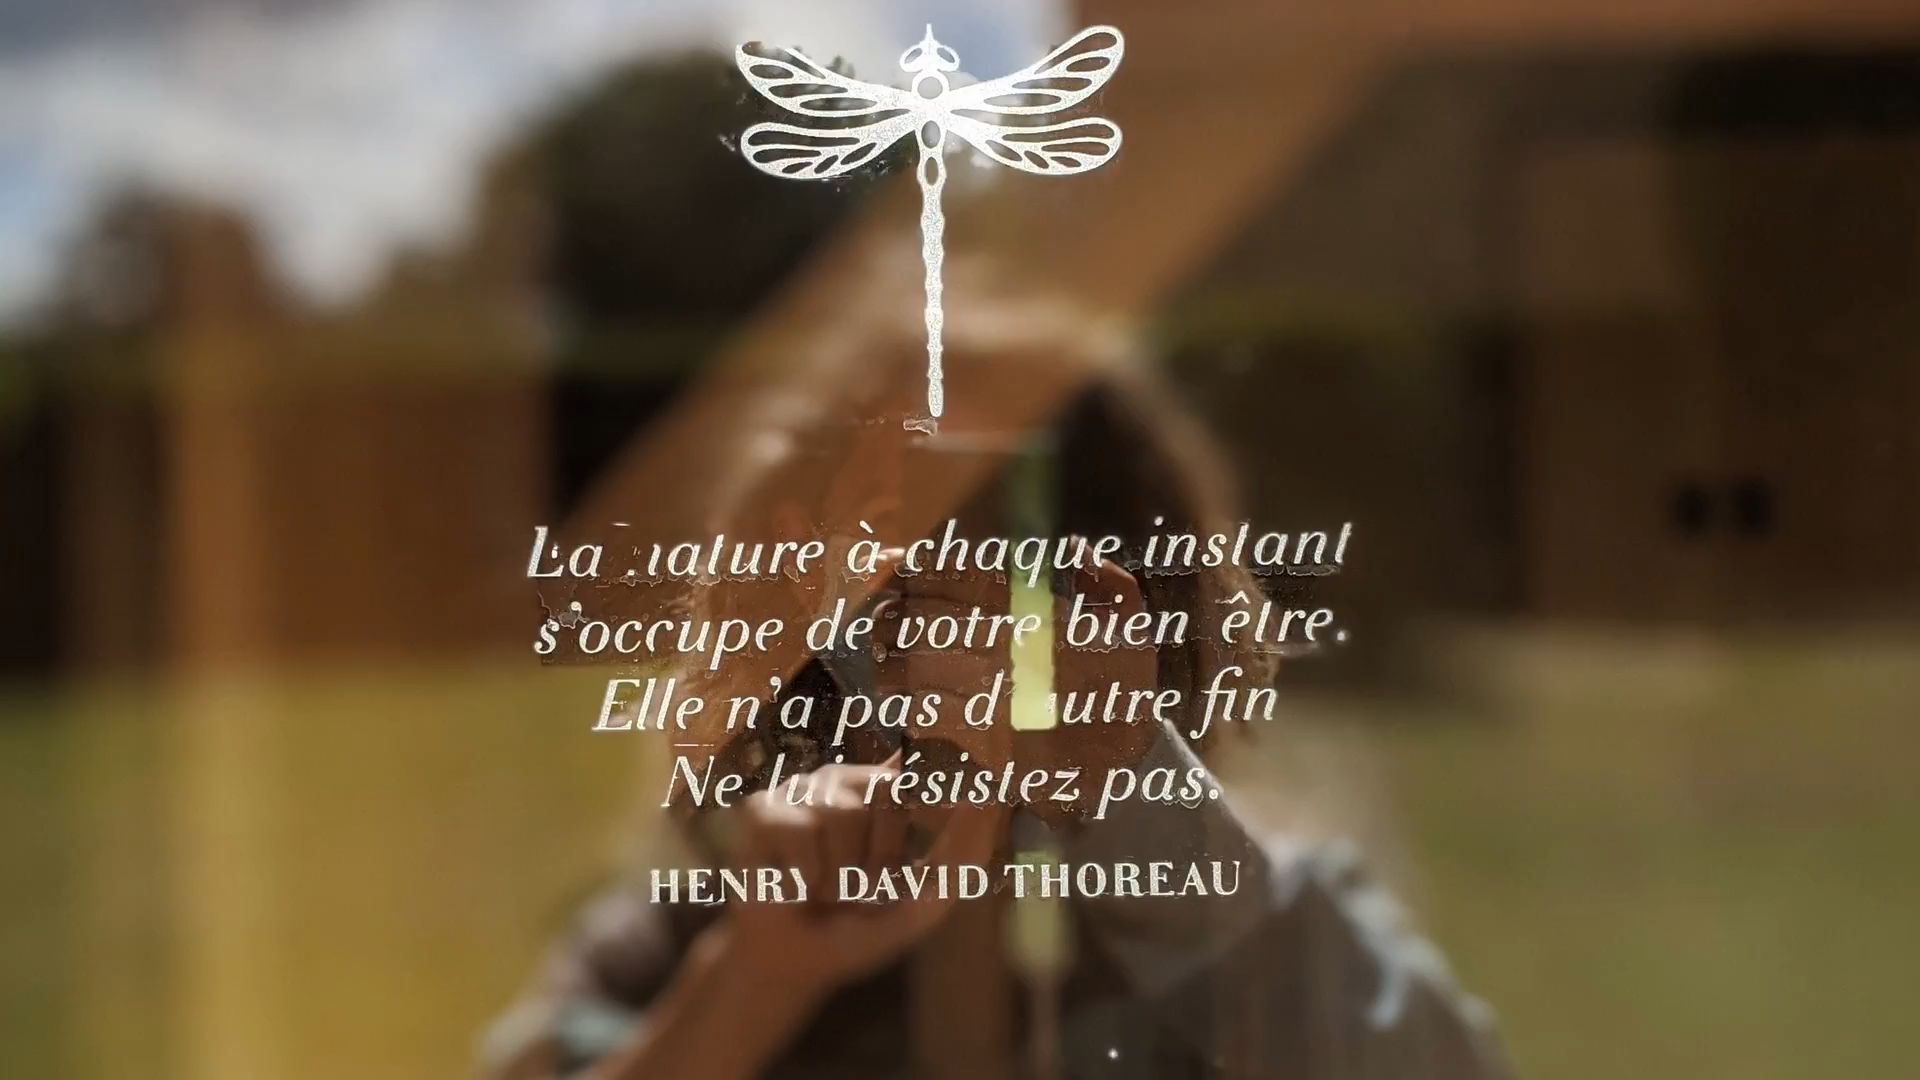 La nature à chaque instant
s'occupe de votre bien être.
Elle n'a pas d'autre fin
Ne lui résistez pas.
HENRY DAVID THOREAU